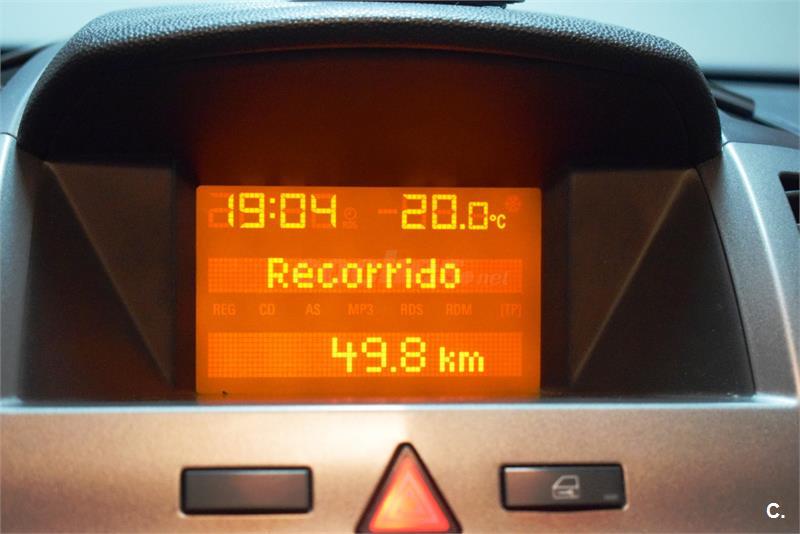 19:04 20.0°C
Recorrido
REG CD AS MP3 RDS RDM [TP]
49.8 km
C.